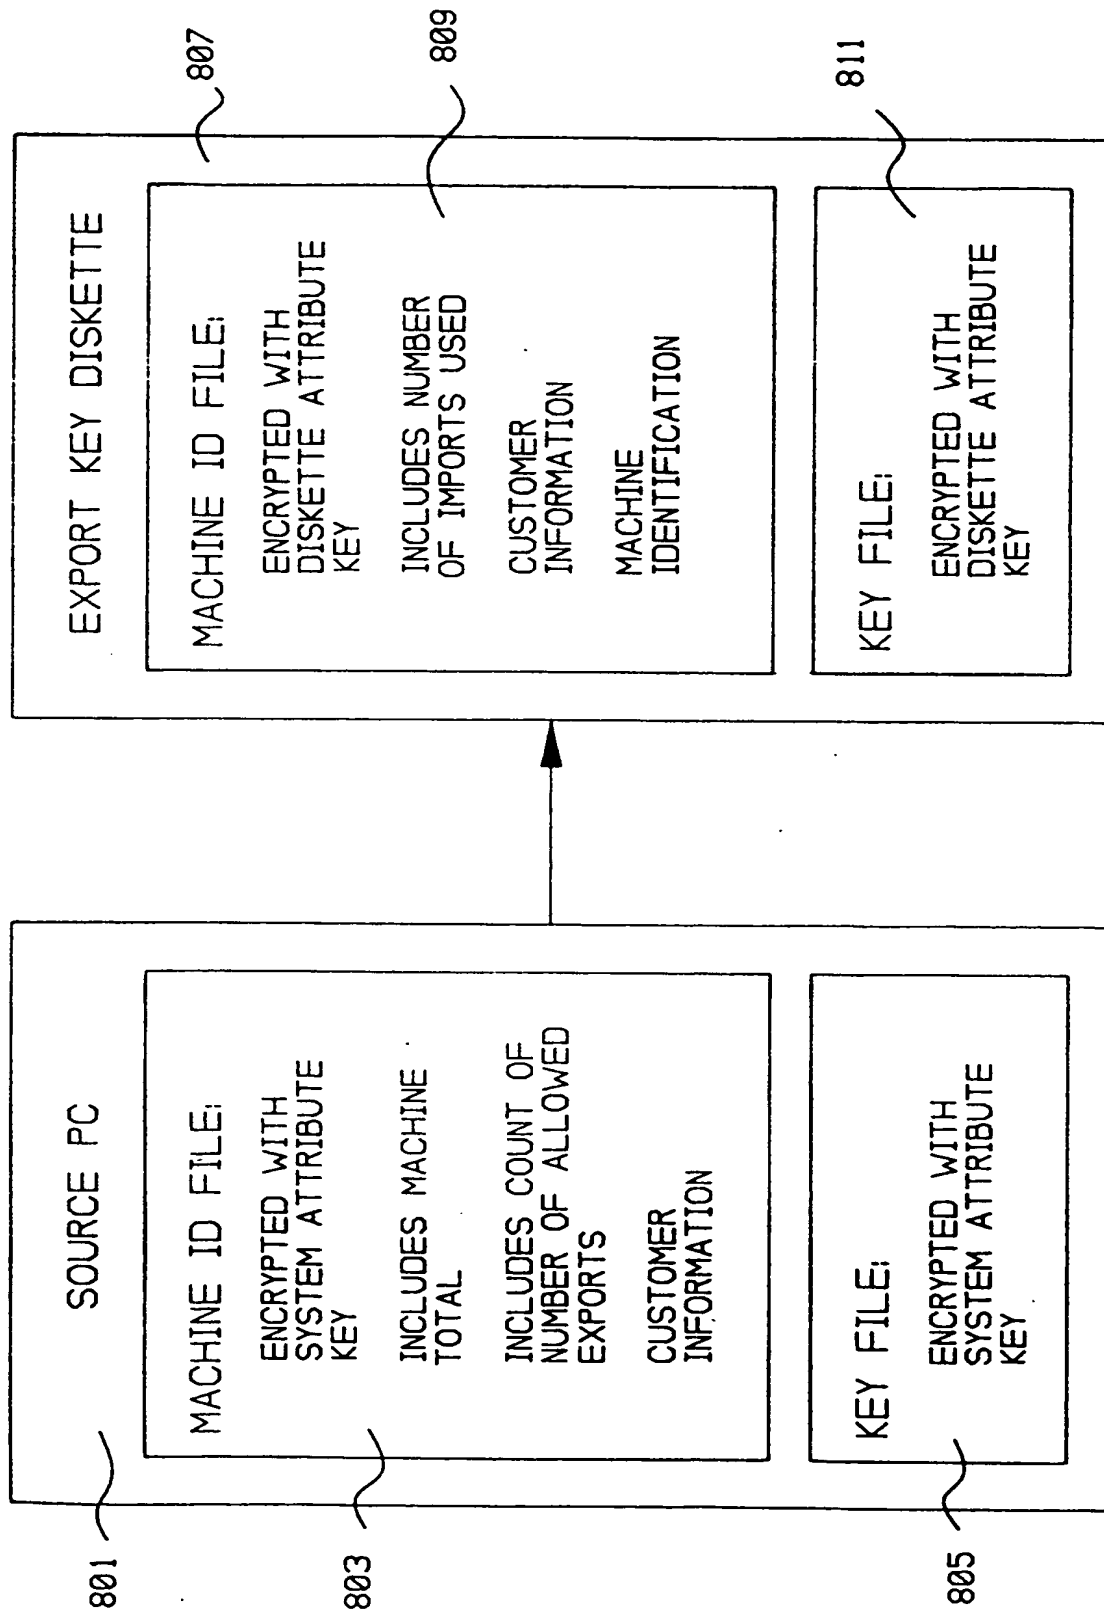 SOURCE PC
801
MACHINE ID FILE:
ENCRYPTED WITH
SYSTEM ATTRIBUTE
KEY
INCLUDES MACHINE
TOTAL
INCLUDES COUNT OF
NUMBER OF ALLOWED
EXPORTS
CUSTOMER
INFORMATION
803
KEY FILE:
ENCRYPTED WITH
SYSTEM ATTRIBUTE
KEY
805
EXPORT KEY DISKETTE
807
MACHINE ID FILE:
ENCRYPTED WITH
DISKETTE ATTRIBUTE
KEY
INCLUDES NUMBER
OF IMPORTS USED
CUSTOMER
INFORMATION
MACHINE
IDENTIFICATION
809
KEY FILE:
ENCRYPTED WITH
DISKETTE ATTRIBUTE
KEY
811